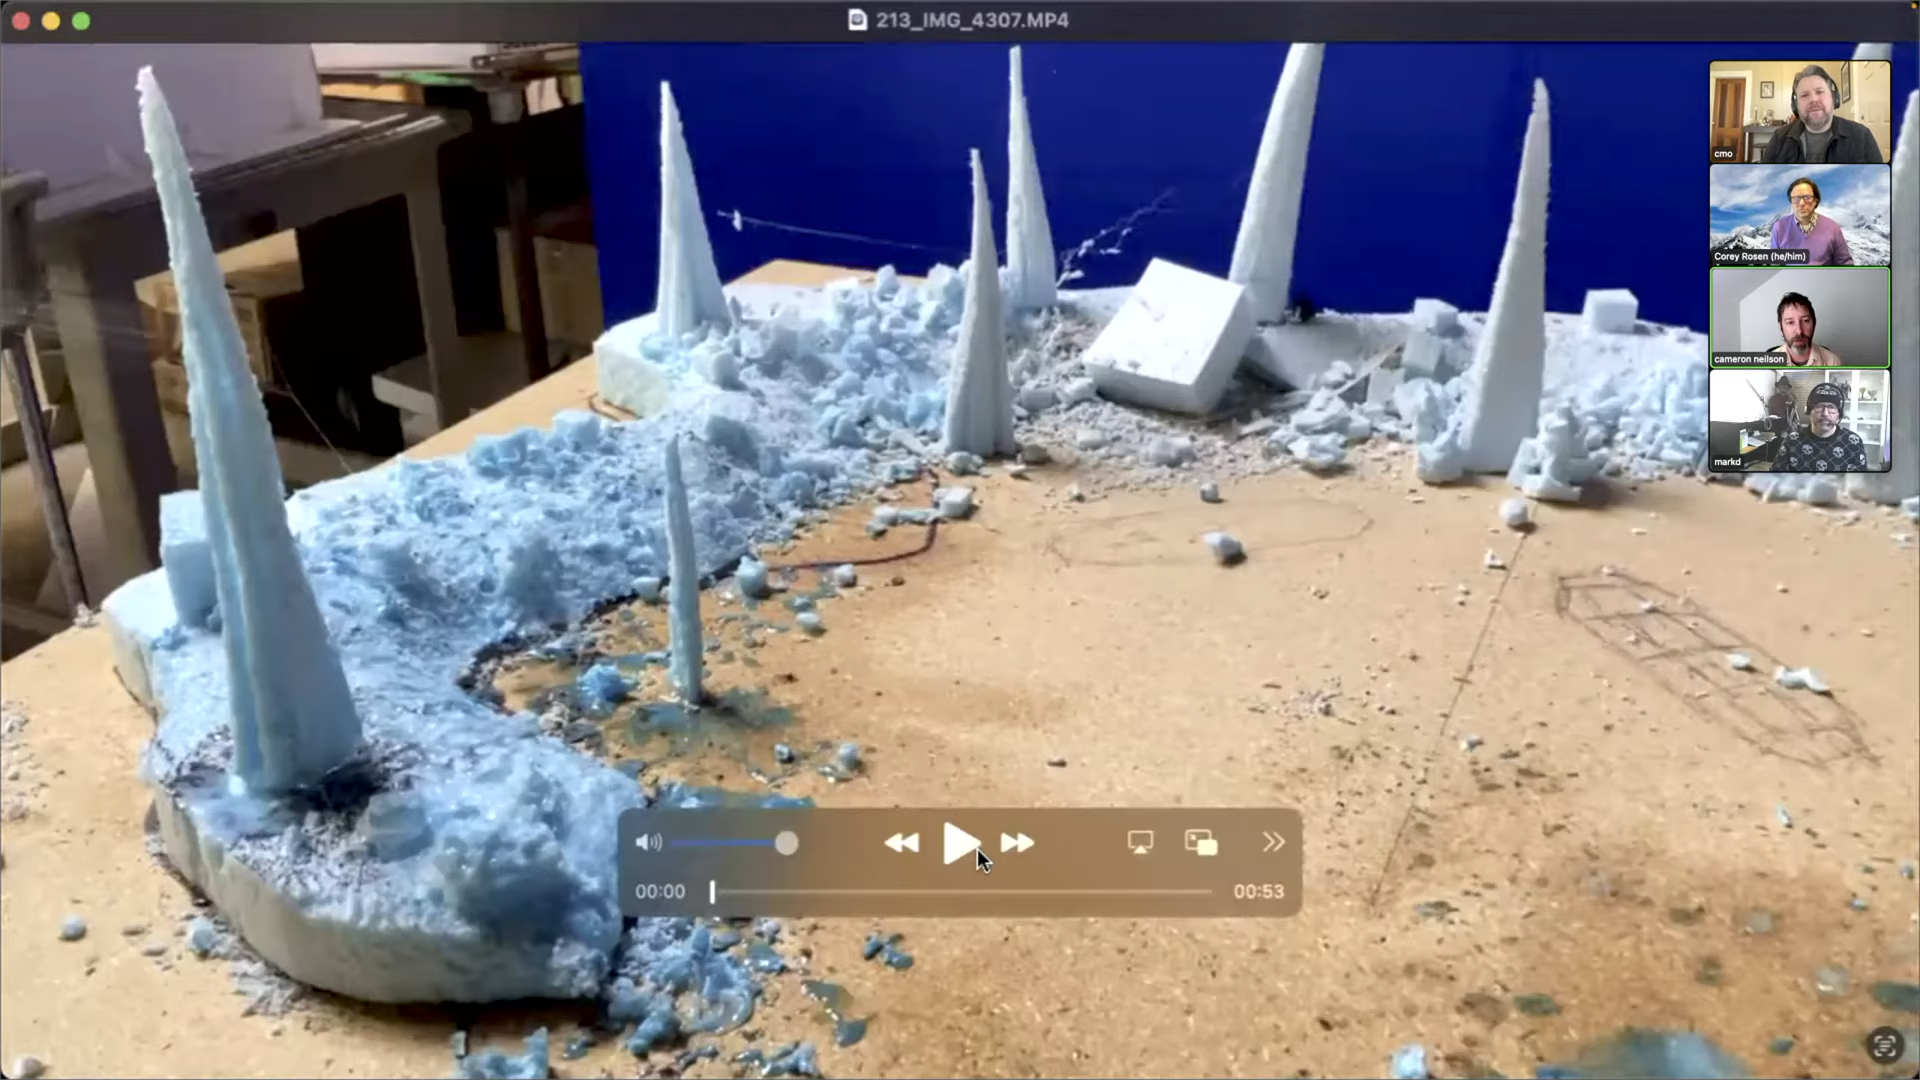 213_IMG_4307.MP4
cmo
Corey Rosen (he/him)
cameron neilson
markd
00:00
00:53